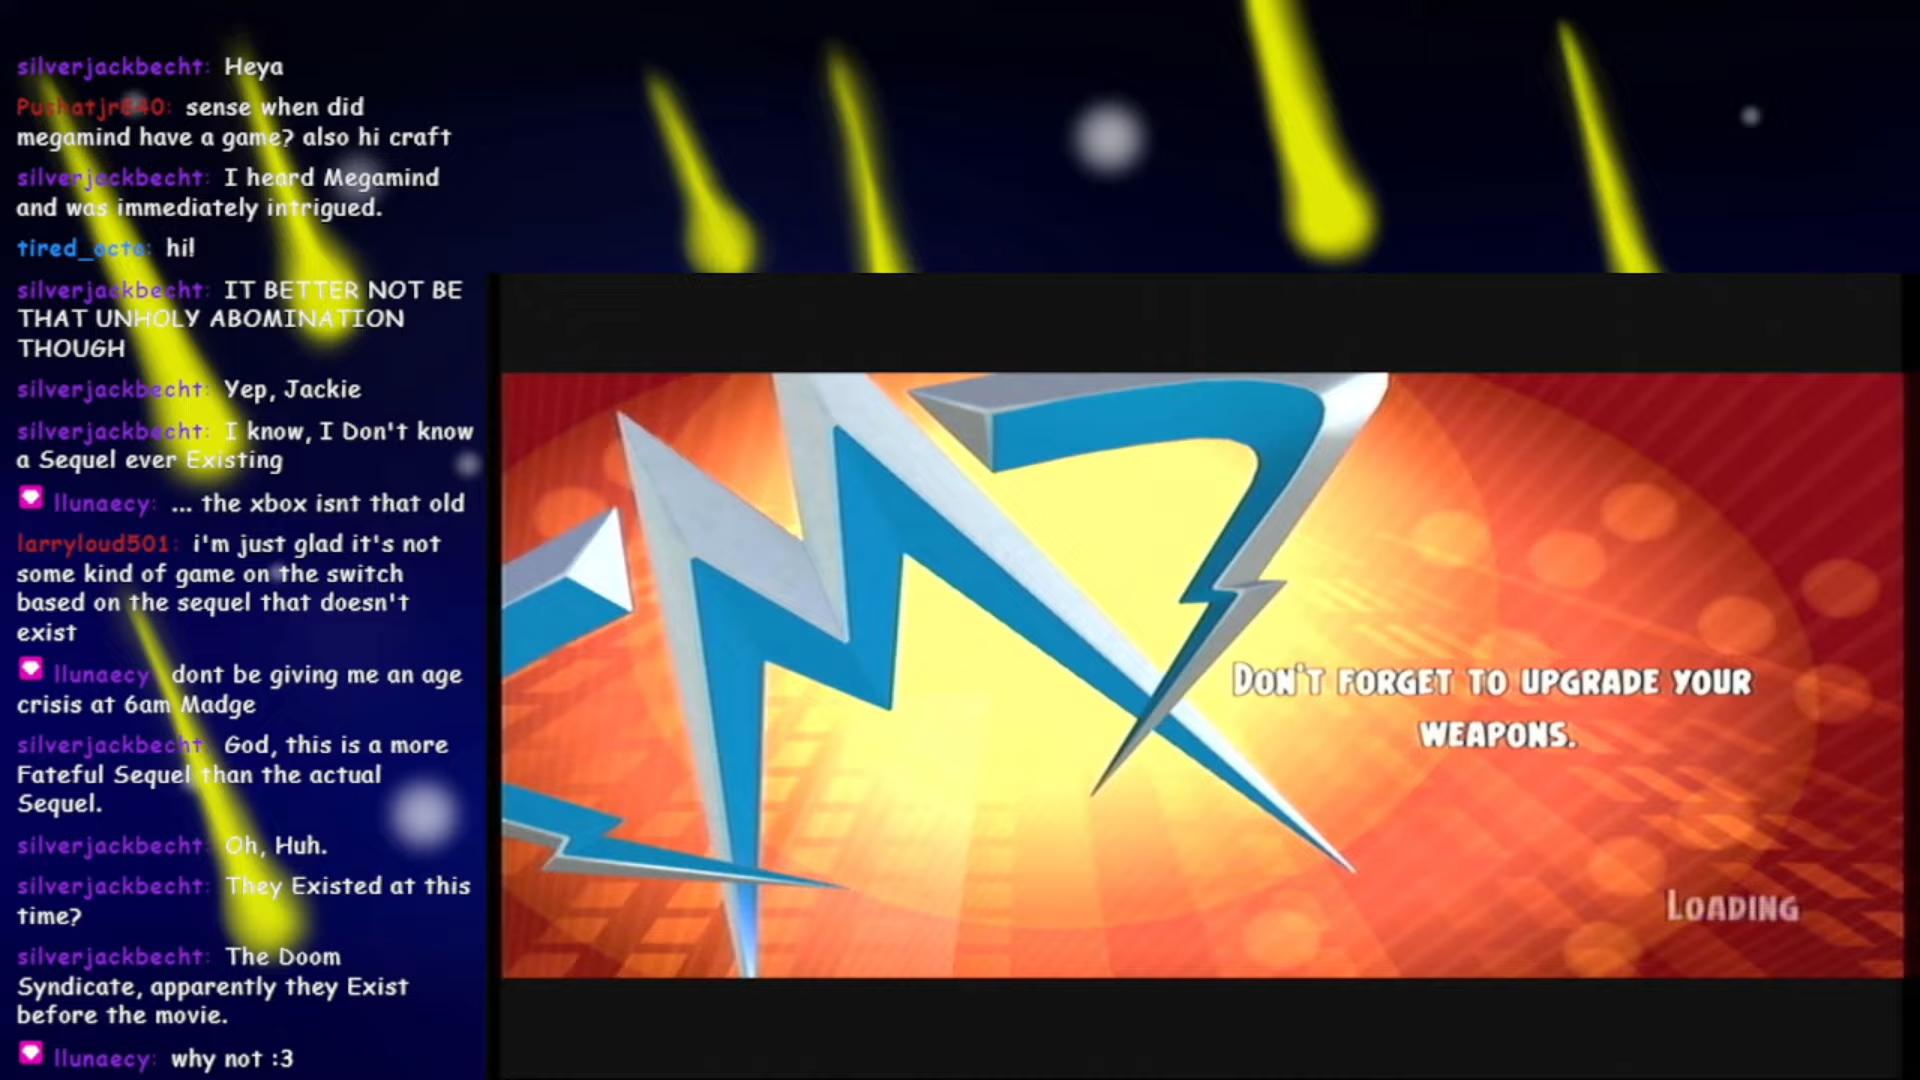 silverjackbecht: Heya
Pushatjr640: sense when did
megamind have a game? also hi craft
silverjackbecht: I heard Megamind
and was immediately intrigued.
tired_octo: hi!
silverjackbecht: IT BETTER NOT BE
THAT UNHOLY ABOMINATION
THOUGH
silverjackbecht: Yep, Jackie
silverjackbecht: I know, I Don't know
a Sequel ever Existing
llunaecy: ... the xbox isnt that old
larryloud501: i'm just glad it's not
some kind of game on the switch
based on the sequel that doesn't
exist
llunaecy: dont be giving me an age
crisis at 6am Madge
silverjackbecht: God, this is a more
Fateful Sequel than the actual
Sequel.
silverjackbecht: Oh, Huh.
silverjackbecht: They Existed at this
time?
silverjackbecht: The Doom
Syndicate, apparently they Exist
before the movie.
llunaecy: why not :3
DON'T FORGET TO UPGRADE YOUR
WEAPONS.
LOADING